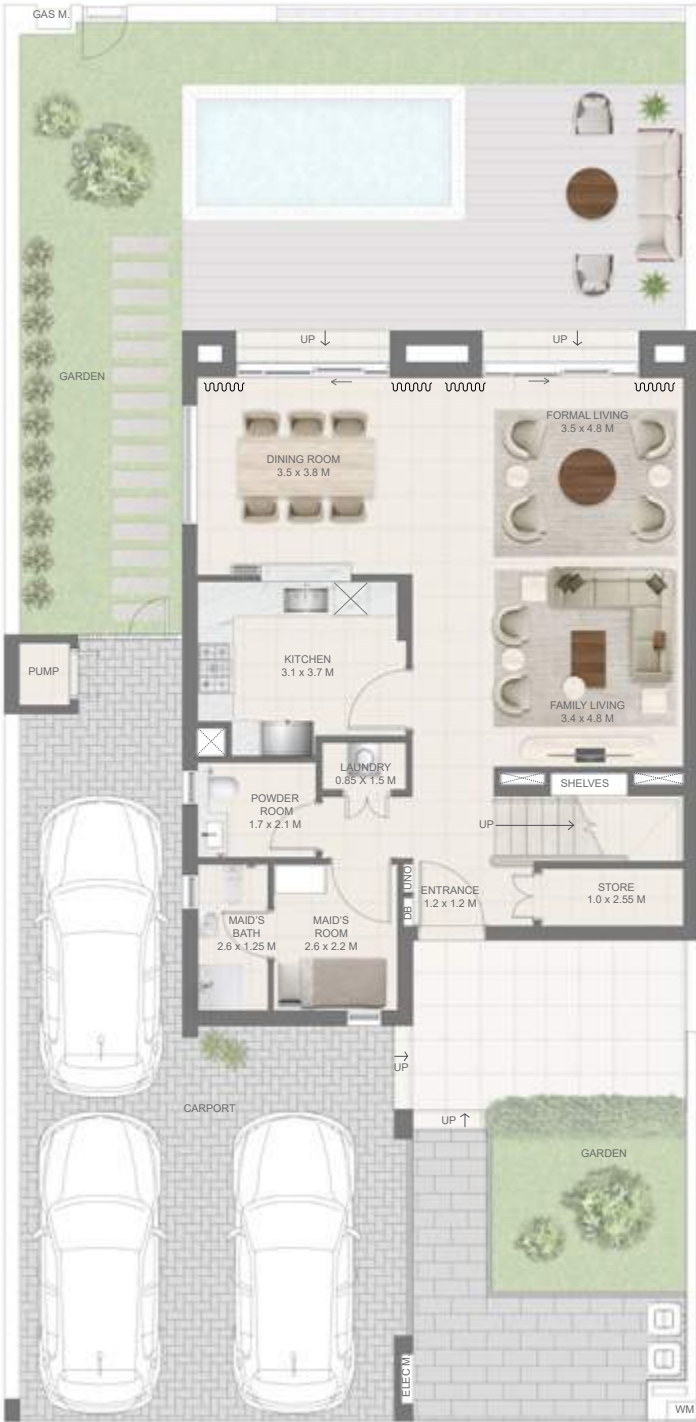 GAS M.
UP
UP
GARDEN
FORMAL LIVING
3.5 x 4.8 M
DINING ROOM
3.5 x 3.8 M
KITCHEN
3.1 x 3.7 M
PUMP
FAMILY LIVING
3.4 x 4.8 M
LAUNDRY
0.85 X 1.5 M
SHELVES
POWDER
ROOM
1.7 x 2.1 M
UP
DB
UNO
ENTRANCE
1.2 x 1.2 M
STORE
1.0 x 2.55 M
MAID'S
BATH
2.6 x 1.25 M
MAID'S
ROOM
2.6 x 2.2 M
UP
CARPORT
UP
GARDEN
ELEC M.
WM